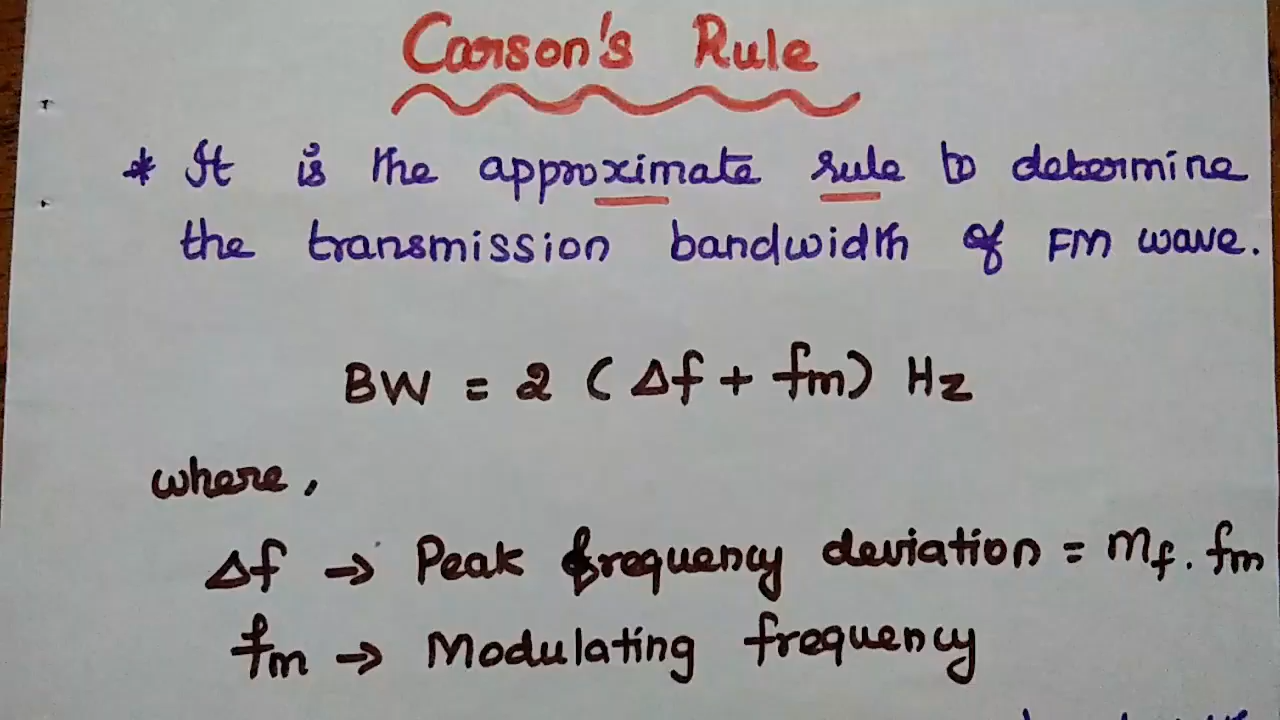 Carson's Rule
* It is the approximate rule to determine
the transmission bandwidth of FM wave.
BW = 2 (Δf + fm) Hz
where,
Δf → Peak frequency deviation = mf . fm
fm → Modulating frequency